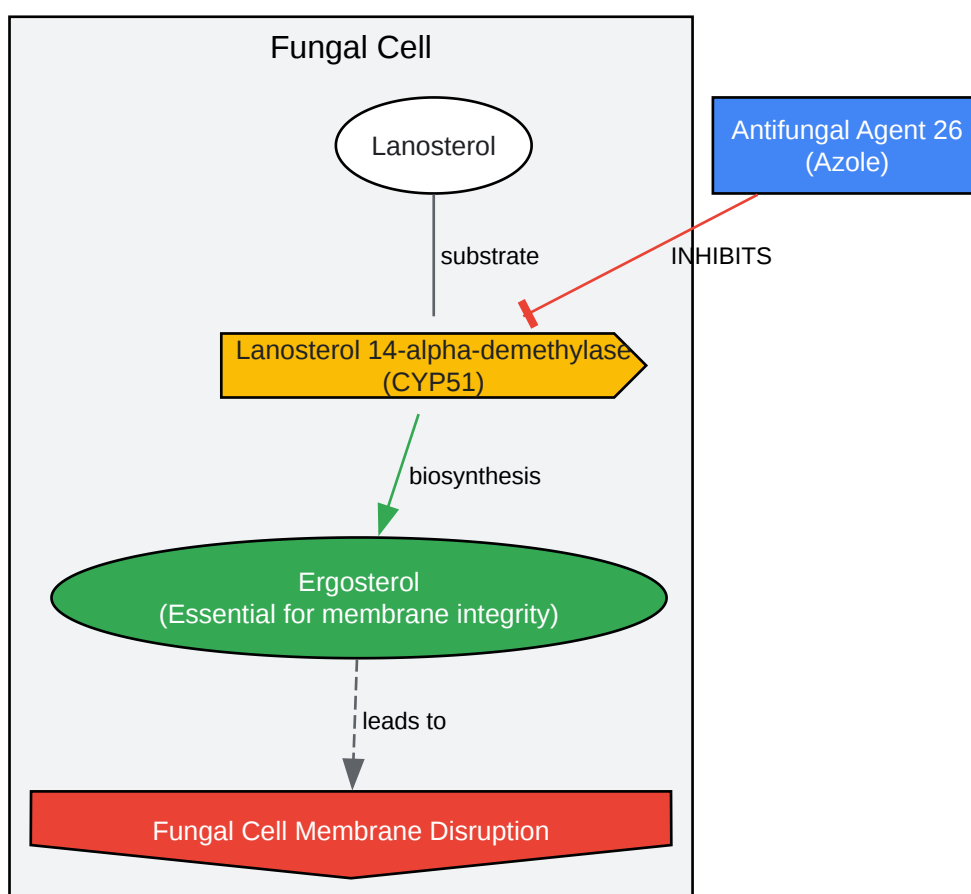 Fungal Cell
Lanosterol
Antifungal Agent 26
(Azole)
substrate
INHIBITS
Lanosterol 14-alpha-demethylase
(CYP51)
biosynthesis
Ergosterol
(Essential for membrane integrity)
leads to
Fungal Cell Membrane Disruption